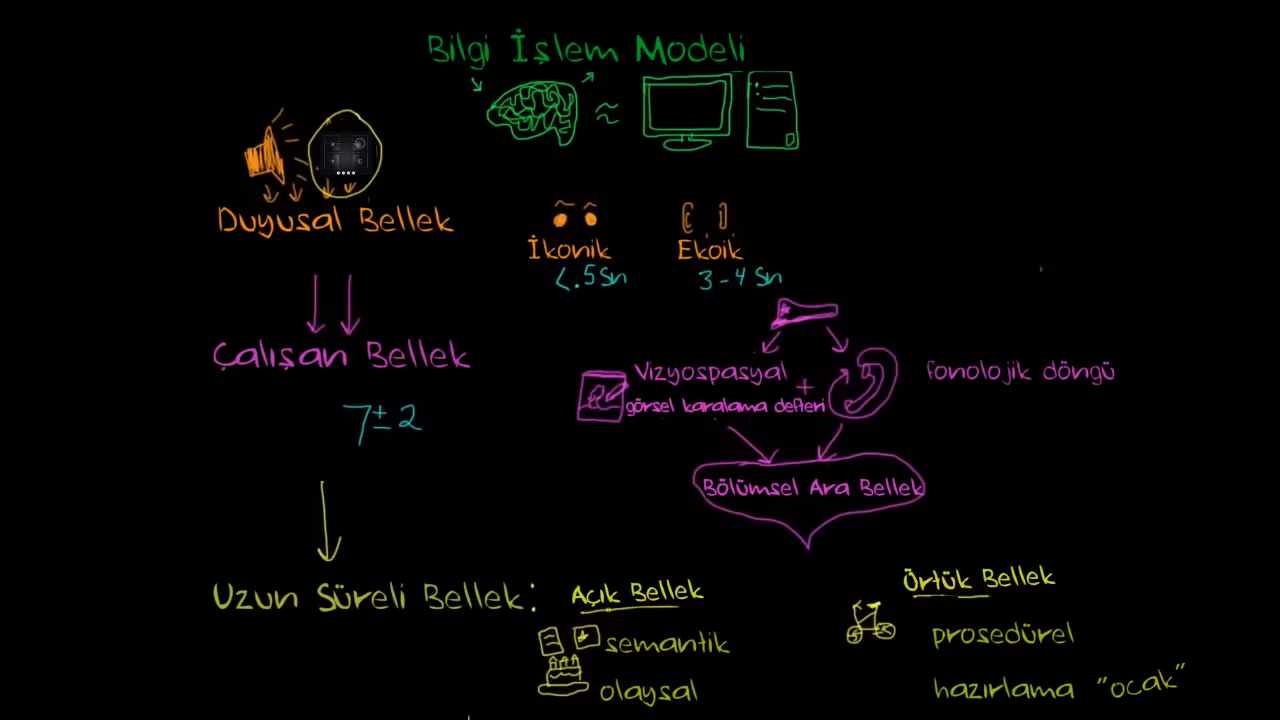 Bilgi İşlem Modeli
Duyusal Bellek
İkonik
Ekoik
<.5 Sn
3-4 Sn
Çalışan Bellek
7±2
Vizyospasyal
görsel karalama defteri
+
fonolojik döngü
Bölümsel Ara Bellek
Uzun Süreli Bellek:
Açık Bellek
semantik
olaysal
Örtük Bellek
prosedürel
hazırlama "ocak"